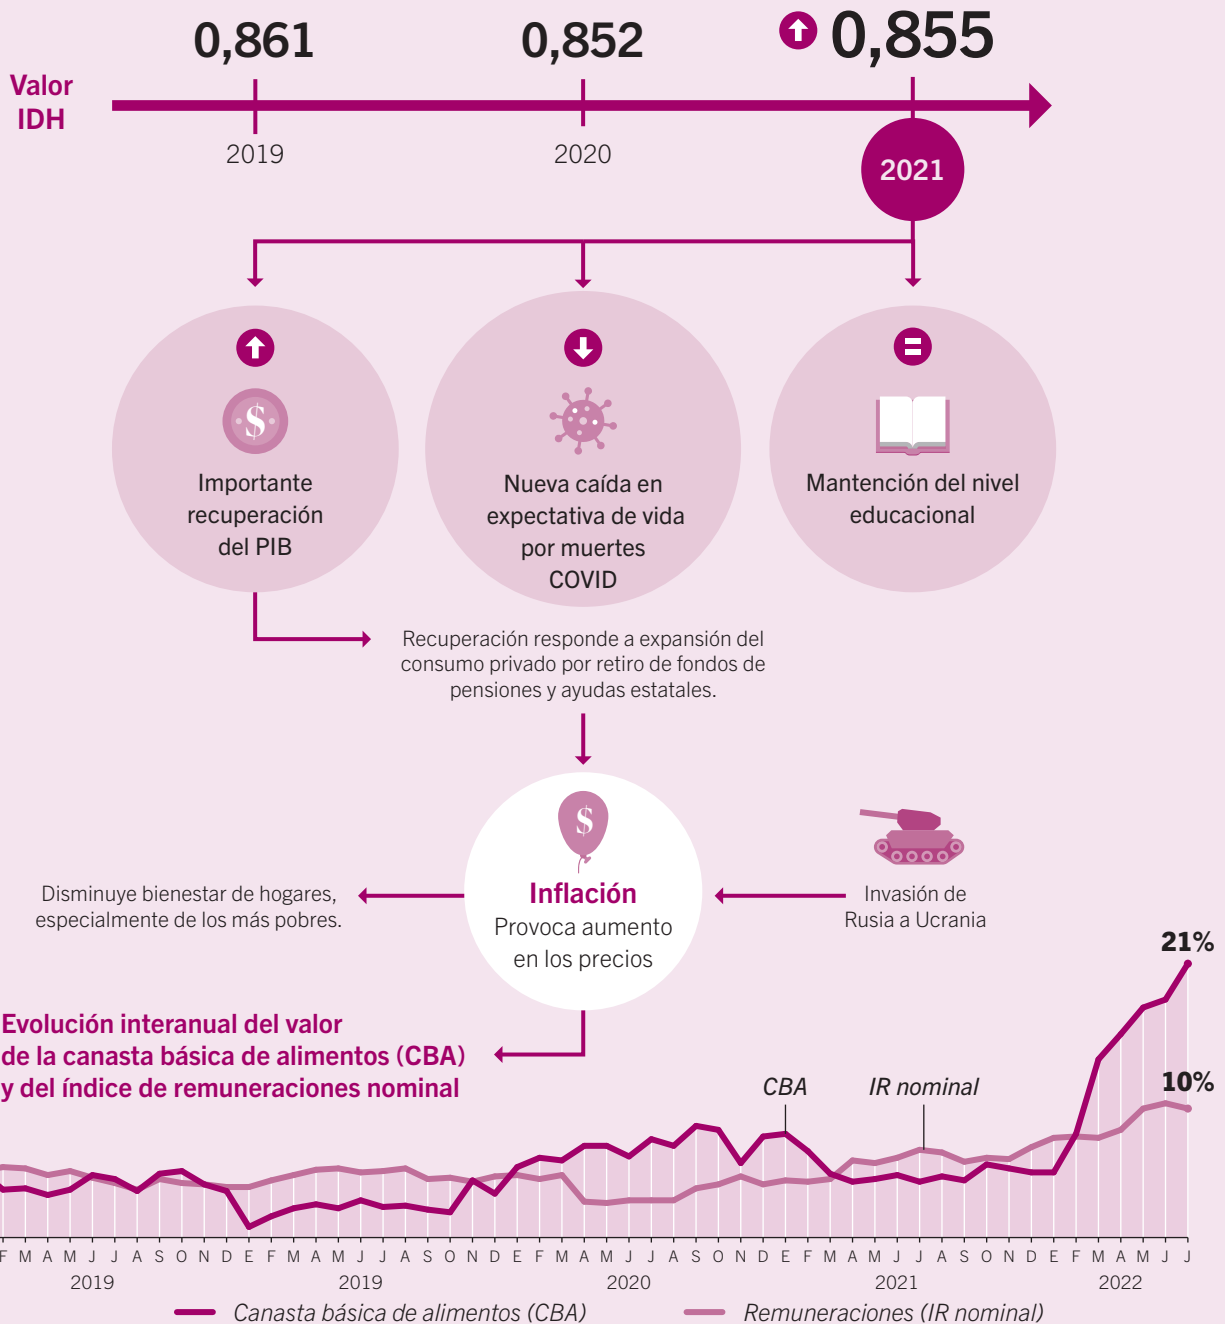 0,861
0,852
0,855
Valor
IDH
2019
2020
2021
$
Importante
recuperación
del PIB
Nueva caída en
expectativa de vida
por muertes
COVID
Mantención del nivel
educacional
Recuperación responde a expansión del
consumo privado por retiro de fondos de
pensiones y ayudas estatales.
$
Inflación
Provoca aumento
en los precios
Disminuye bienestar de hogares,
especialmente de los más pobres.
Invasión de
Rusia a Ucrania
Evolución interanual del valor
de la canasta básica de alimentos (CBA)
y del índice de remuneraciones nominal
21%
CBA
IR nominal
10%
F M A M J J A S O N D E F M A M J J A S O N D E F M A M J J A S O N D E F M A M J J A S O N D E F M A M J J
2019 2019 2020 2021 2022
Canasta básica de alimentos (CBA) Remuneraciones (IR nominal)